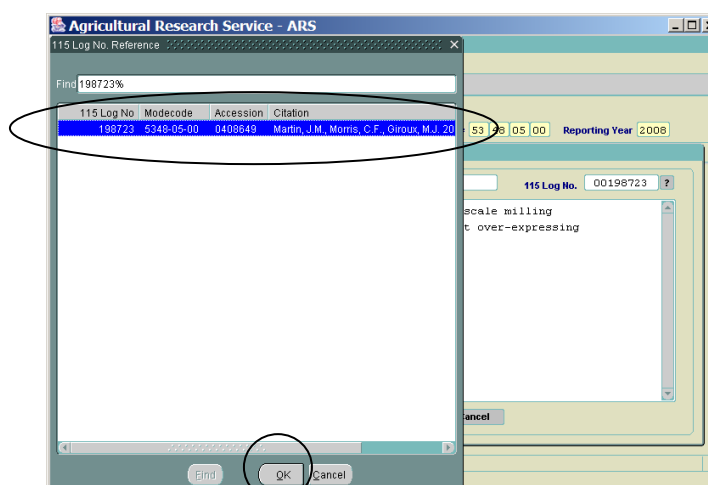 Agricultural Research Service - ARS
115 Log No. Reference
Find 198723%
115 Log No Modecode Accession Citation
198723 5348-05-00 0408649 Martin, J.M., Morris, C.F., Giroux, M.J. 20
53 48 05 00 Reporting Year 2008
115 Log No. 00198723 ?
scale milling
t over-expressing
ancel
Find OK Cancel